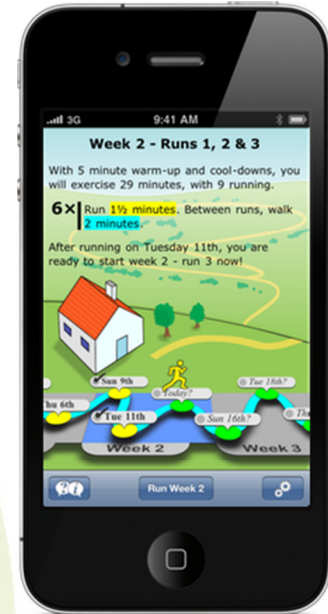 3G 9:41 AM
Week 2 - Runs 1, 2 & 3
With 5 minute warm-up and cool-downs, you
will exercise 29 minutes, with 9 running.
6× Run 1½ minutes. Between runs, walk
2 minutes.
After running on Tuesday 11th, you are
ready to start week 2 - run 3 now!
Sun 9th
Today?
Tue 18th?
hu 6th
Tue 11th
Sun 16th?
Th
Week 2
Week 3
? i
Run Week 2